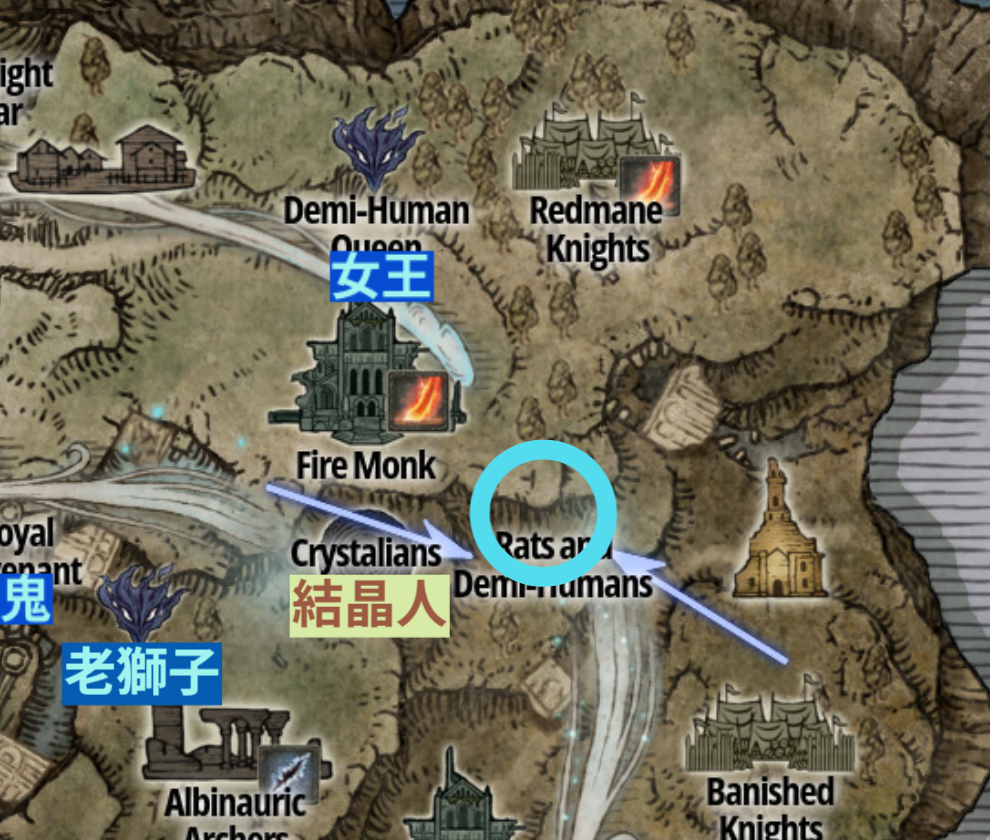 ight
ar
Demi-Human
Queen
女王
Redmane
Knights
Fire Monk
oyal
venant
鬼
老獅子
Crystalians
結晶人
Rats and
Demi-Humans
Albinauric
Archers
Banished
Knights